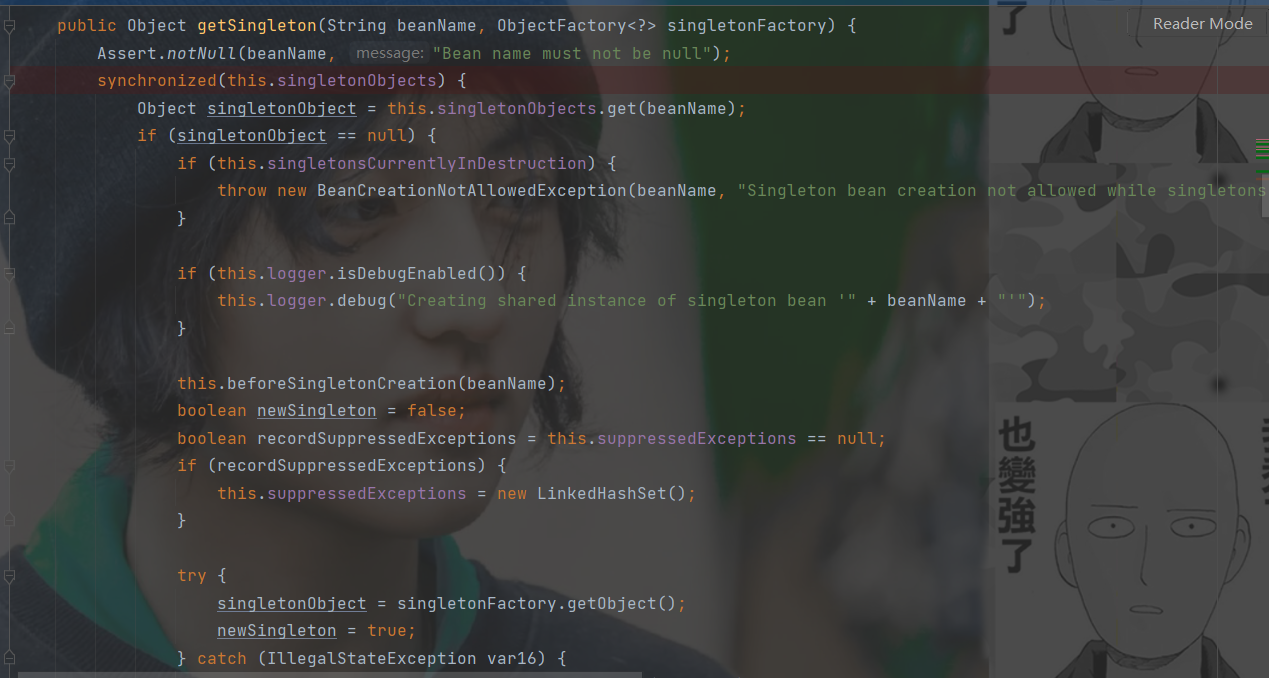 public Object getSingleton(String beanName, ObjectFactory<?> singletonFactory) {
Reader Mode
Assert.notNull(beanName, message: "Bean name must not be null");
synchronized(this.singletonObjects) {
Object singletonObject = this.singletonObjects.get(beanName);
if (singletonObject == null) {
if (this.singletonsCurrentlyInDestruction) {
throw new BeanCreationNotAllowedException(beanName, "Singleton bean creation not allowed while singletons
}
if (this.logger.isDebugEnabled()) {
this.logger.debug("Creating shared instance of singleton bean '" + beanName + "'");
}
this.beforeSingletonCreation(beanName);
boolean newSingleton = false;
boolean recordSuppressedExceptions = this.suppressedExceptions == null;
if (recordSuppressedExceptions) {
this.suppressedExceptions = new LinkedHashSet();
}
try {
singletonObject = singletonFactory.getObject();
newSingleton = true;
} catch (IllegalStateException var16) {
了
也變強了